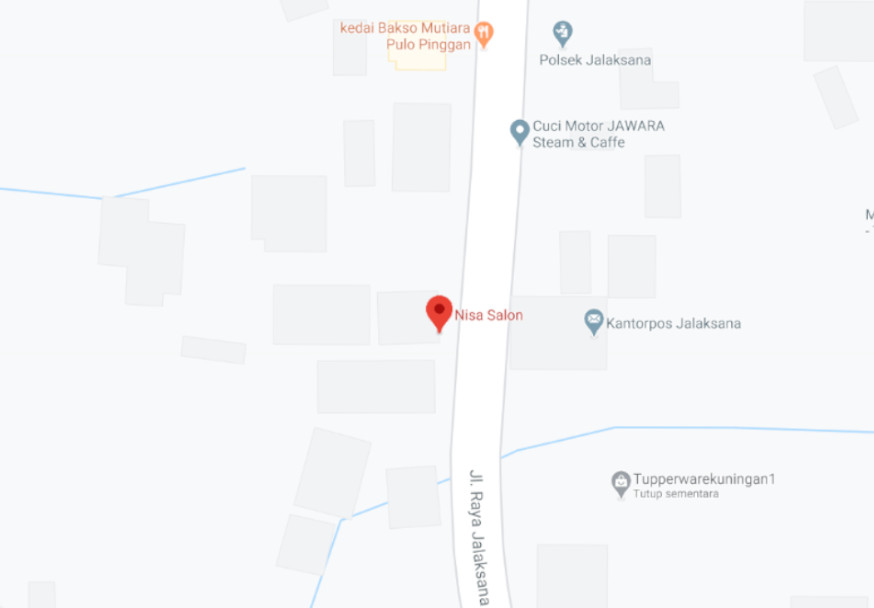 kedai Bakso Mutiara
Pulo Pinggan
Polsek Jalaksana
Cuci Motor JAWARA
Steam & Caffe
M
-
Nisa Salon
Kantorpos Jalaksana
Tupperwarekuningan1
Tutup sementara
Jl. Raya Jalaksana